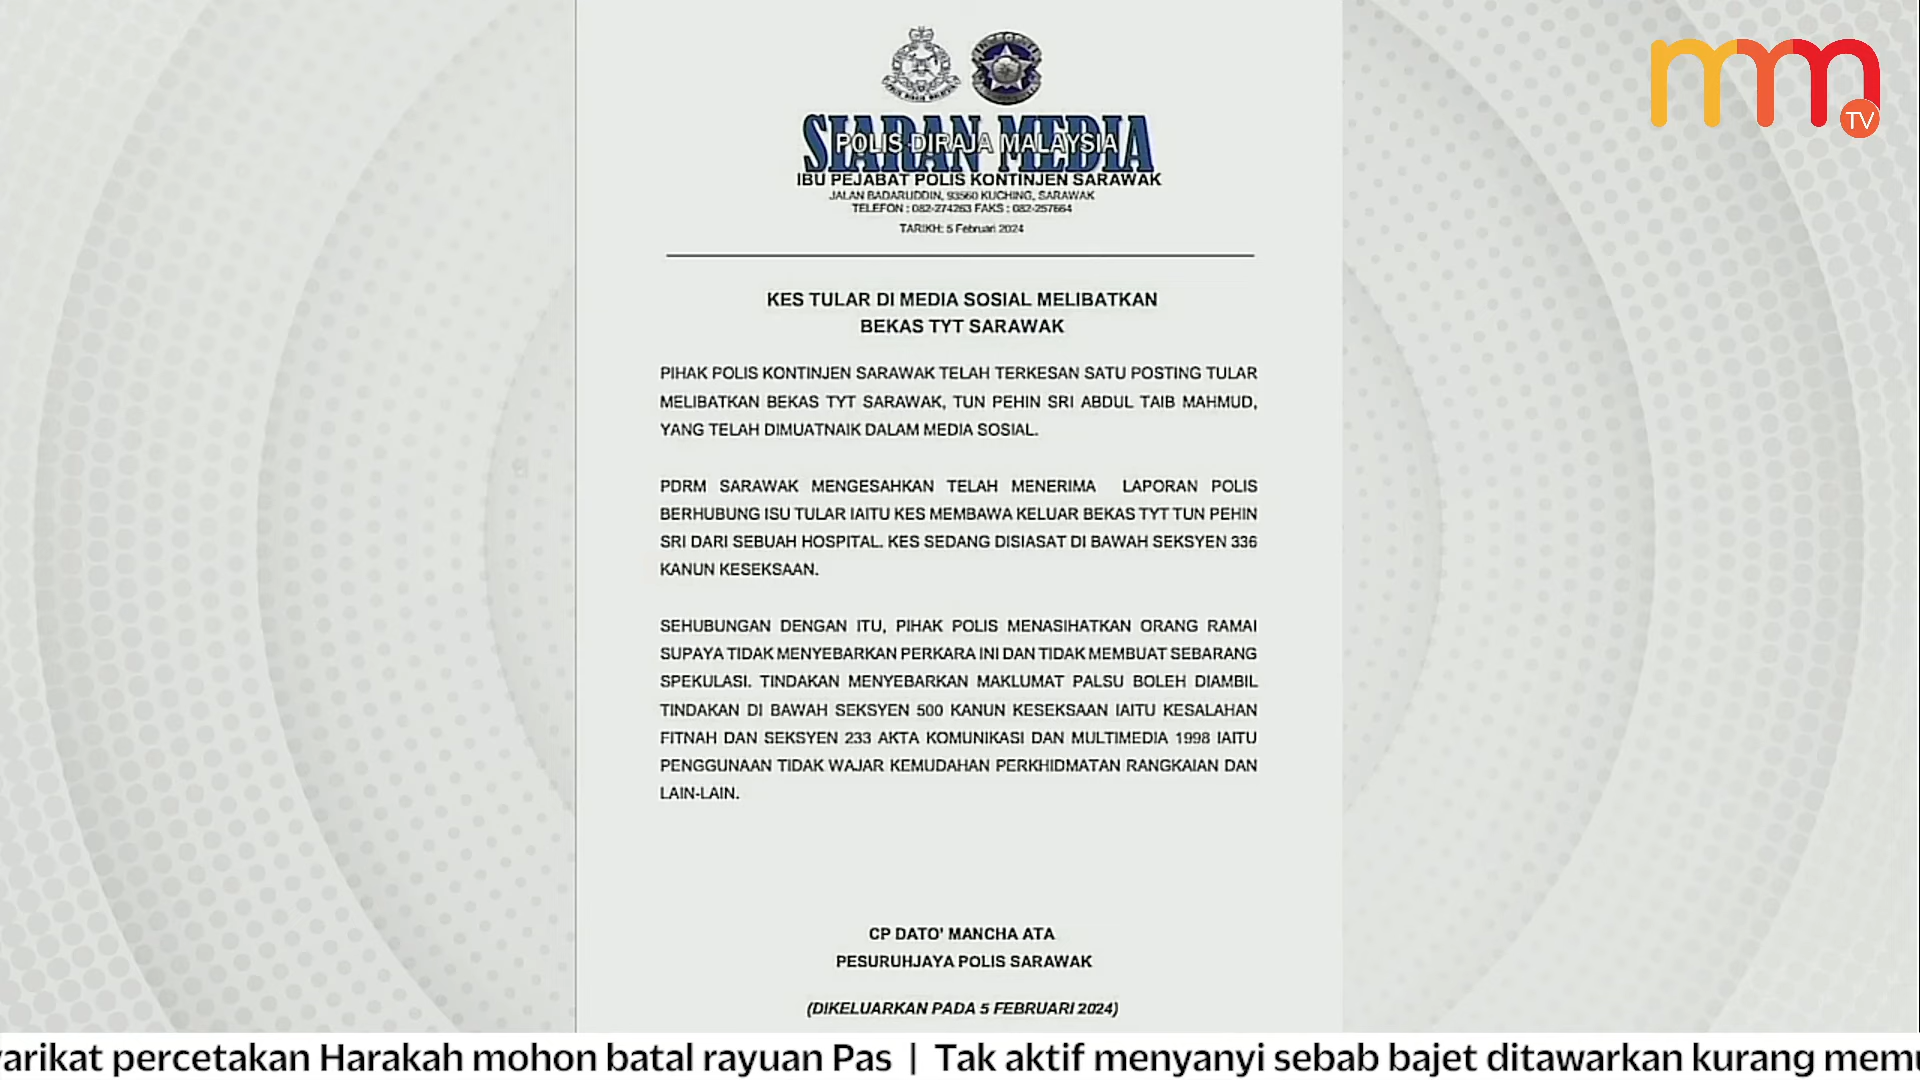 mm
TV
SIARAN MEDIA
POLIS DIRAJA MALAYSIA
IBU PEJABAT POLIS KONTINJEN SARAWAK
JALAN BADARUDDIN, 93560 KUCHING, SARAWAK
TELEFON : 082-274263 FAKS : 082-257664
TARIKH: 5 Februari 2024
KES TULAR DI MEDIA SOSIAL MELIBATKAN
BEKAS TYT SARAWAK
PIHAK POLIS KONTINJEN SARAWAK TELAH TERKESAN SATU POSTING TULAR
MELIBATKAN BEKAS TYT SARAWAK, TUN PEHIN SRI ABDUL TAIB MAHMUD,
YANG TELAH DIMUATNAIK DALAM MEDIA SOSIAL.
PDRM SARAWAK MENGESAHKAN TELAH MENERIMA LAPORAN POLIS
BERHUBUNG ISU TULAR IAITU KES MEMBAWA KELUAR BEKAS TYT TUN PEHIN
SRI DARI SEBUAH HOSPITAL. KES SEDANG DISIASAT DI BAWAH SEKSYEN 336
KANUN KESEKSAAN.
SEHUBUNGAN DENGAN ITU, PIHAK POLIS MENASIHATKAN ORANG RAMAI
SUPAYA TIDAK MENYEBARKAN PERKARA INI DAN TIDAK MEMBUAT SEBARANG
SPEKULASI. TINDAKAN MENYEBARKAN MAKLUMAT PALSU BOLEH DIAMBIL
TINDAKAN DI BAWAH SEKSYEN 500 KANUN KESEKSAAN IAITU KESALAHAN
FITNAH DAN SEKSYEN 233 AKTA KOMUNIKASI DAN MULTIMEDIA 1998 IAITU
PENGGUNAAN TIDAK WAJAR KEMUDAHAN PERKHIDMATAN RANGKAIAN DAN
LAIN-LAIN.
CP DATO' MANCHA ATA
PESURUHJAYA POLIS SARAWAK
(DIKELUARKAN PADA 5 FEBRUARI 2024)
arikat percetakan Harakah mohon batal rayuan Pas | Tak aktif menyanyi sebab bajet ditawarkan kurang mem